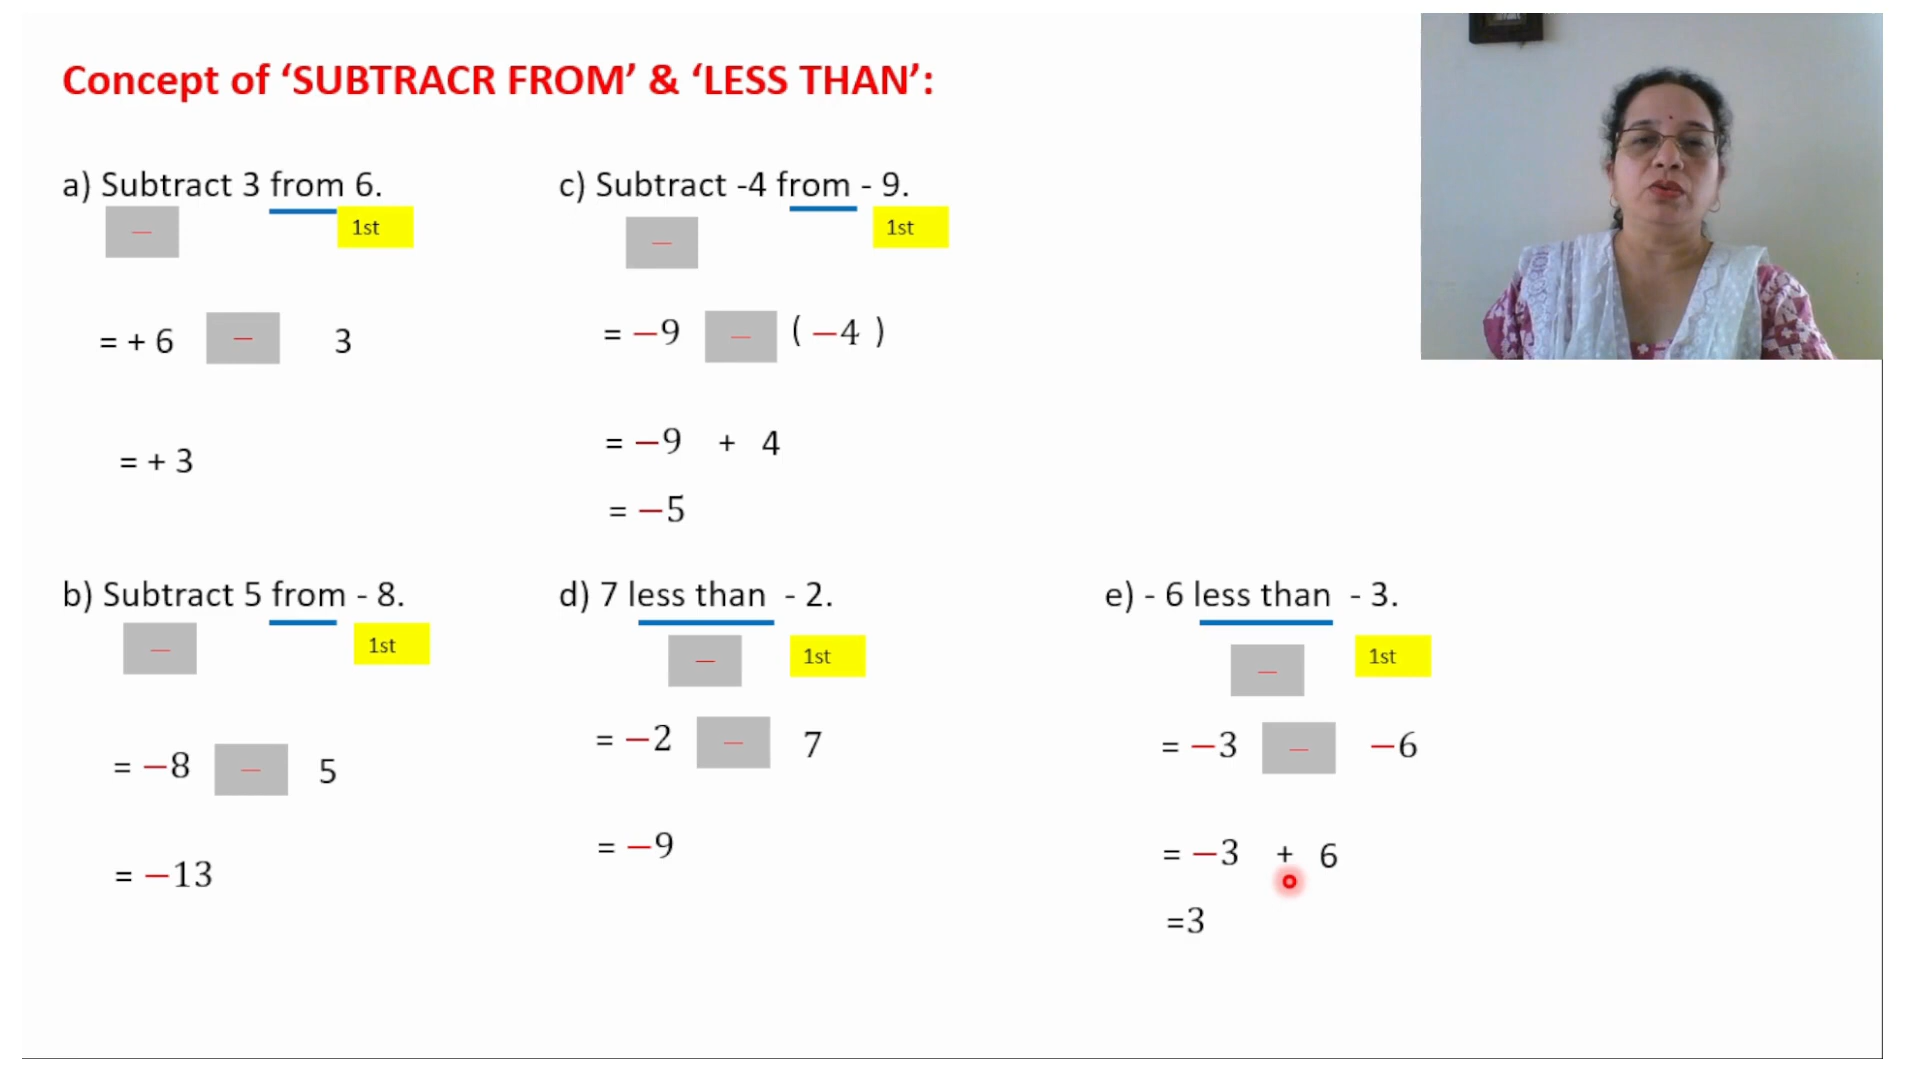 Concept of ‘SUBTRACR FROM’ & ‘LESS THAN’:
a) Subtract 3 from 6.
–
1st
= + 6 – 3
= + 3
c) Subtract -4 from - 9.
–
1st
= −9 – ( −4 )
= −9 + 4
= −5
b) Subtract 5 from - 8.
–
1st
= −8 – 5
= −13
d) 7 less than - 2.
–
1st
= −2 – 7
= −9
e) - 6 less than - 3.
–
1st
= −3 – −6
= −3 + 6
=3